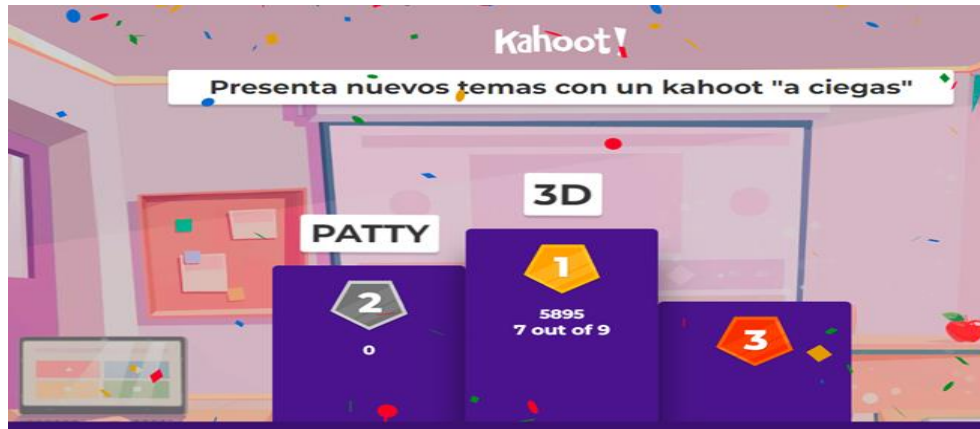 Kahoot!
Presenta nuevos temas con un kahoot "a ciegas"
3D
PATTY
1
5895
7 out of 9
2
0
3